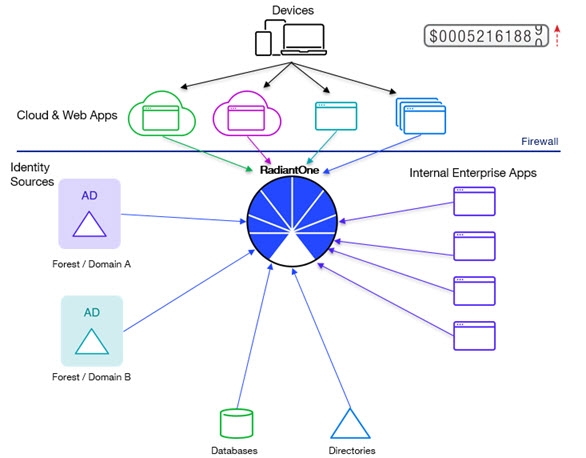 Devices
$0005216188
Cloud & Web Apps
Firewall
RadiantOne
Identity
Sources
Internal Enterprise Apps
AD
Forest / Domain A
AD
Forest / Domain B
Databases
Directories